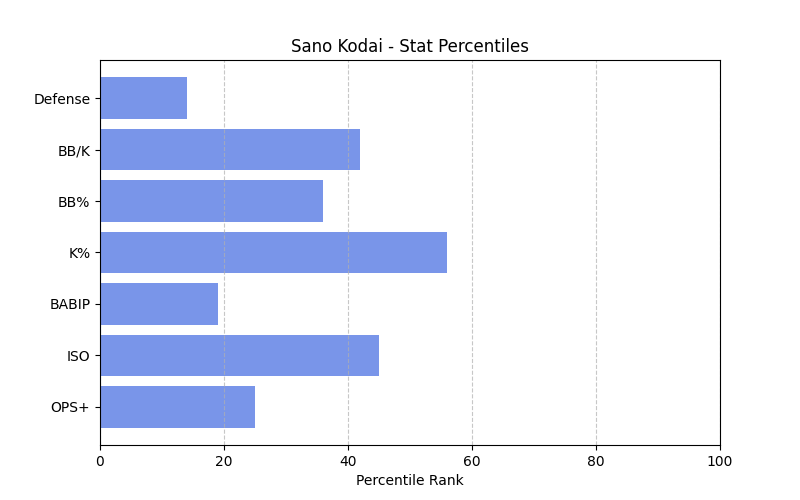 Sano Kodai - Stat Percentiles
Defense
BB/K
BB%
K%
BABIP
ISO
OPS+
0 20 40 60 80 100
Percentile Rank